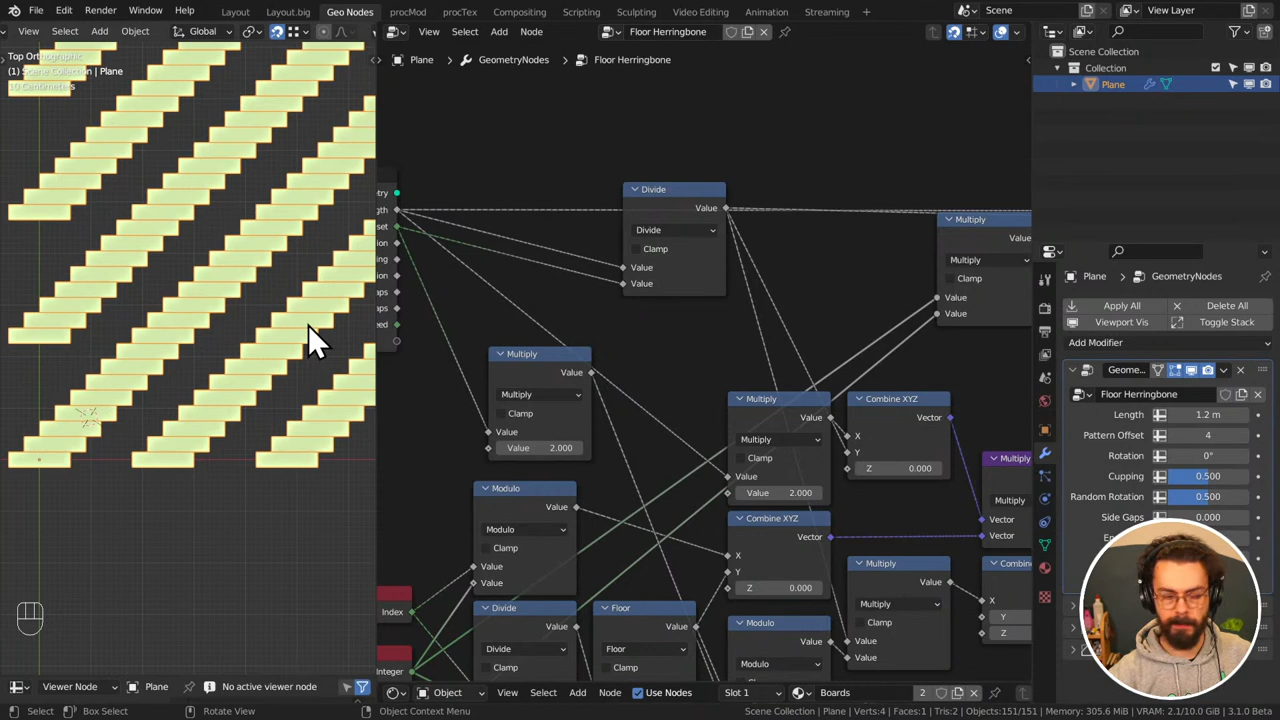 File Edit Render Window Help Layout Layout.big Geo Nodes procMod procTex Compositing Scripting Sculpting Video Editing Animation Streaming + Scene View Layer
View Select Add Object Global View Select Add Node Floor Herringbone
Plane > GeometryNodes > Floor Herringbone
Top Orthographic
(1) Scene Collection | Plane
10 Centimeters
Scene Collection
Collection
Plane
Divide
Value
Divide
Clamp
Value
Value
Multiply
Value
Multiply
Clamp
Value
Value
Multiply
Value
Multiply
Clamp
Value
Value 2.000
Modulo
Value
Modulo
Clamp
Value
Value
Index
Integer
Divide
Value
Divide
Clamp
Floor
Value
Floor
Clamp
Multiply
Value
Multiply
Clamp
Value
Value 2.000
Combine XYZ
Vector
X
Y
Z 0.000
Combine XYZ
Vector
X
Y
Z 0.000
Modulo
Value
Modulo
Multiply
Multiply
Vector
Vector
Multiply
Value
Multiply
Clamp
Value
Value
X
Y
Z
Plane > GeometryNodes
Apply All Delete All
Viewport Vis Toggle Stack
Add Modifier
Geome...
Floor Herringbone
Length 1.2 m
Pattern Offset 4
Rotation 0°
Cupping 0.500
Random Rotation 0.500
Side Gaps 0.000
Viewer Node Plane No active viewer node
Object View Select Add Node Use Nodes Slot 1 Boards 2
Select Box Select Rotate View Object Context Menu
Scene Collection | Plane | Verts:4 | Faces:1 | Tris:2 | Objects:151/151 | Memory: 305.6 MiB | VRAM: 2.1/10.0 GiB | 3.1.0 Beta